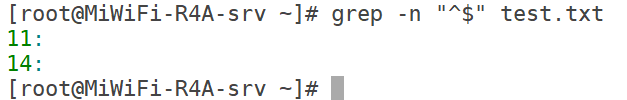 [root@MiWiFi-R4A-srv ~]# grep -n "^$" test.txt
11:
14:
[root@MiWiFi-R4A-srv ~]#